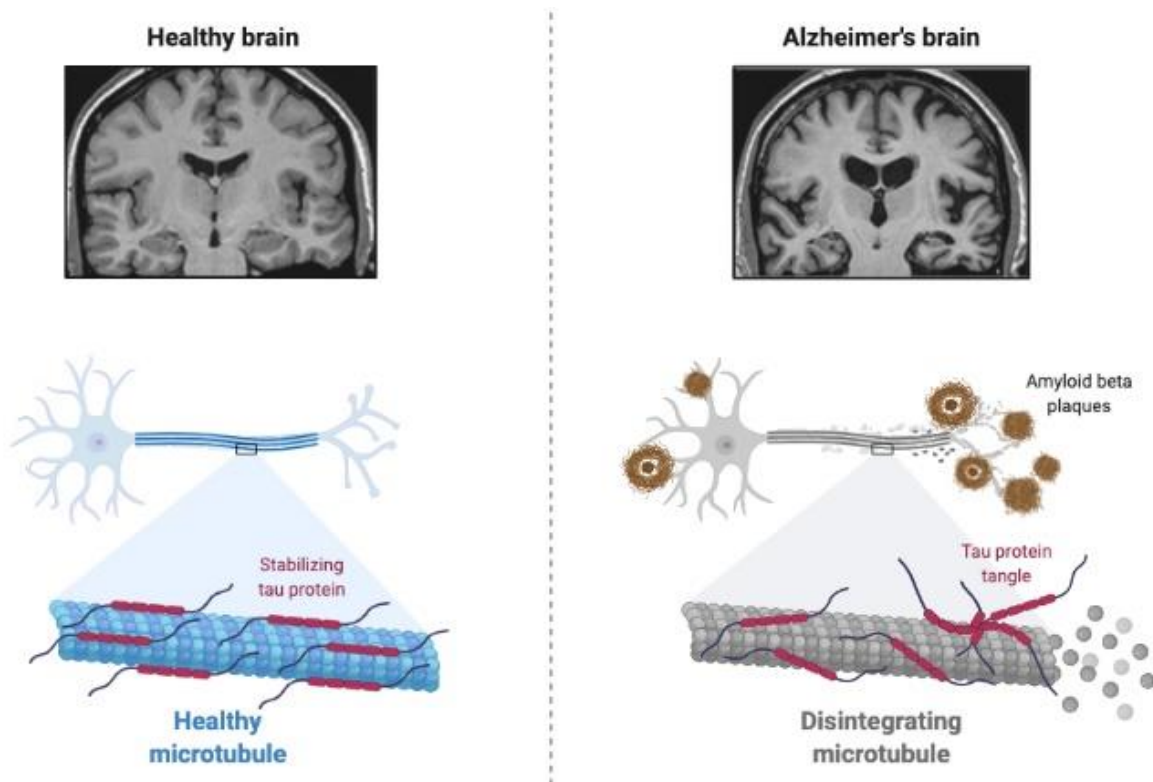 Healthy brain
Alzheimer's brain
Amyloid beta
plaques
Stabilizing
tau protein
Tau protein
tangle
Healthy
microtubule
Disintegrating
microtubule